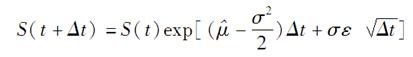 S(t+Δt) = S(t)exp[(μ̂ − σ²/2)Δt + σε √Δt]